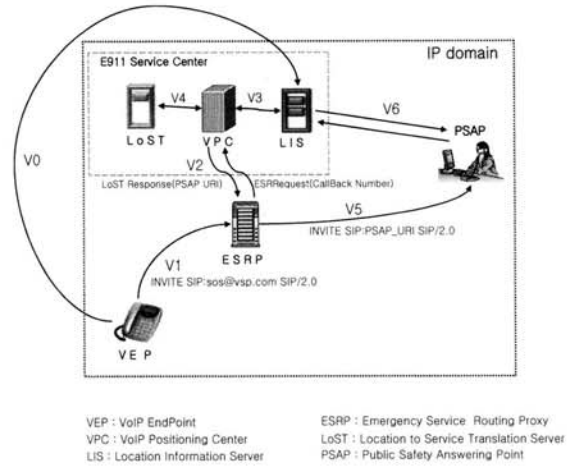 IP domain
E911 Service Center
V4
V3
V6
V0
LoST
VPC
LIS
PSAP
V2
LoST Response(PSAP URI)
ESRRequest(CallBack Number)
V5
INVITE SIP:PSAP_URI SIP/2.0
ESRP
V1
INVITE SIP:sos@vsp.com SIP/2.0
VEP
VEP : VoIP EndPoint
VPC : VoIP Positioning Center
LIS : Location Information Server
ESRP : Emergency Service Routing Proxy
LoST : Location to Service Translation Server
PSAP : Public Safety Answering Point